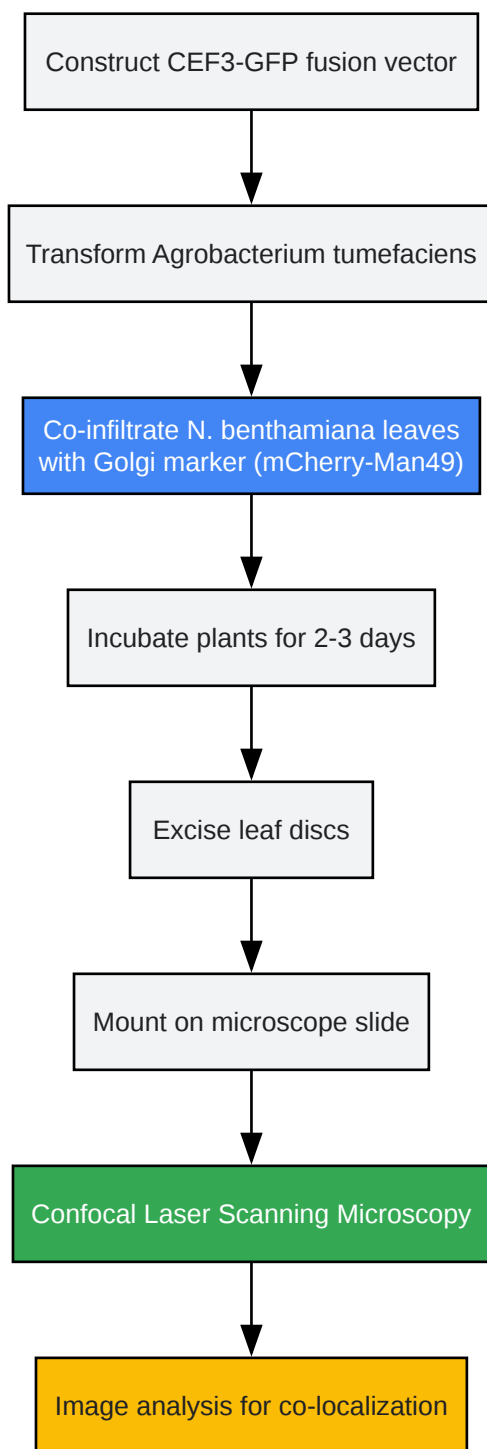 Construct CEF3-GFP fusion vector
Transform Agrobacterium tumefaciens
Co-infiltrate N. benthamiana leaves
with Golgi marker (mCherry-Man49)
Incubate plants for 2-3 days
Excise leaf discs
Mount on microscope slide
Confocal Laser Scanning Microscopy
Image analysis for co-localization